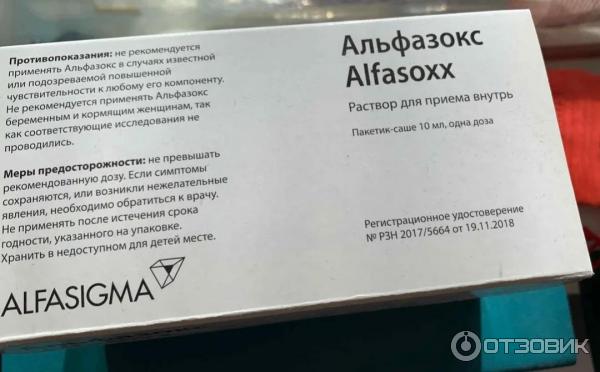 Противопоказания: не рекомендуется
применять Альфазокс в случаях известной
или подозреваемой повышенной
чувствительности к любому его компоненту.
Не рекомендуется применять Альфазокс
беременным и кормящим женщинам, так
как соответствующие исследования не
проводились.
Меры предосторожности: не превышать
рекомендованную дозу. Если симптомы
сохраняются, или возникли нежелательные
явления, необходимо обратиться к врачу.
Не применять после истечения срока
годности, указанного на упаковке.
Хранить в недоступном для детей месте.
ALFASIGMA
Альфазокс
Alfasoxx
Раствор для приема внутрь
Пакетик-саше 10 мл, одна доза
Регистрационное удостоверение
№ РЗН 2017/5664 от 19.11.2018
ОТЗОВИК